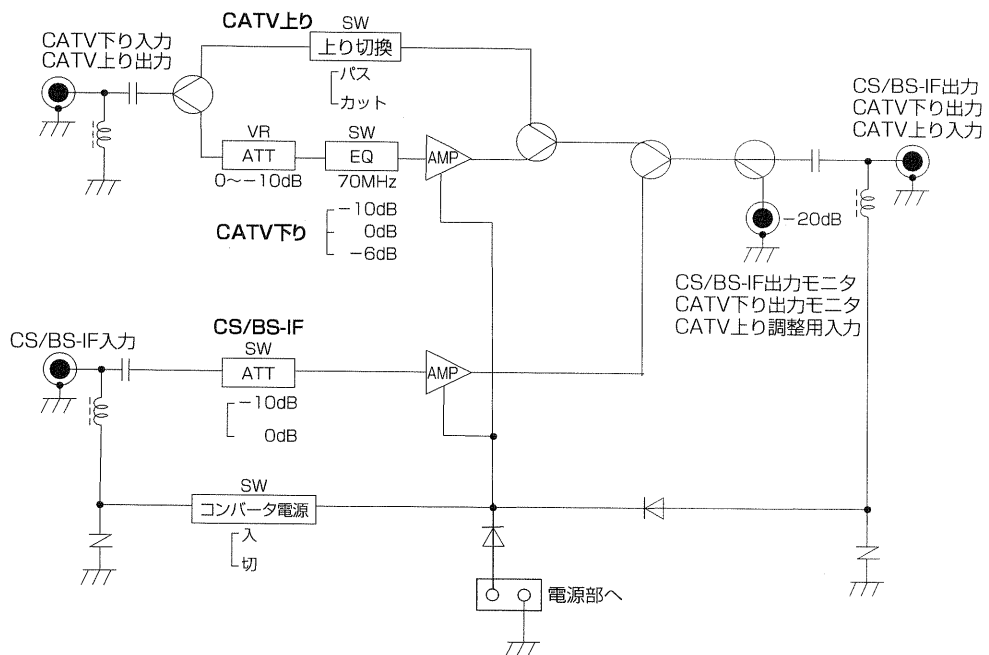 CATV下り入力
CATV上り出力
CATV上り
SW
上り切換
パス
カット
VR
ATT
0〜−10dB
SW
EQ
70MHz
AMP
CATV下り
−10dB
0dB
−6dB
CS/BS-IF出力
CATV下り出力
CATV上り入力
−20dB
CS/BS-IF出力モニタ
CATV下り出力モニタ
CATV上り調整用入力
CS/BS-IF入力
CS/BS-IF
SW
ATT
−10dB
0dB
AMP
SW
コンバータ電源
入
切
電源部へ